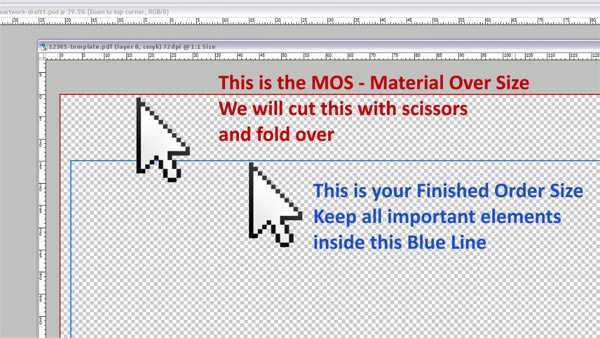 eartwork-draft1.psd @ 39.5% (Zoom to top corner, RGB/8)
12345-template.pdf (layer 0, cmyk) 72dpi @1:1 Size
This is the MOS - Material Over Size
We will cut this with scissors
and fold over
This is your Finished Order Size
Keep all important elements
inside this Blue Line